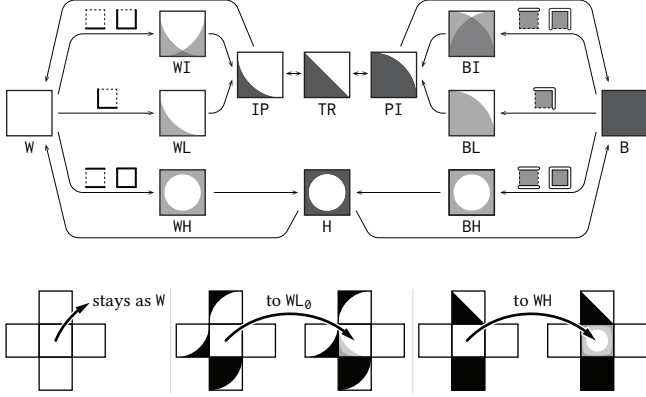 WI
IP
TR
PI
BI
W
WL
BL
B
WH
H
BH
stays as W
to WL₀
to WH